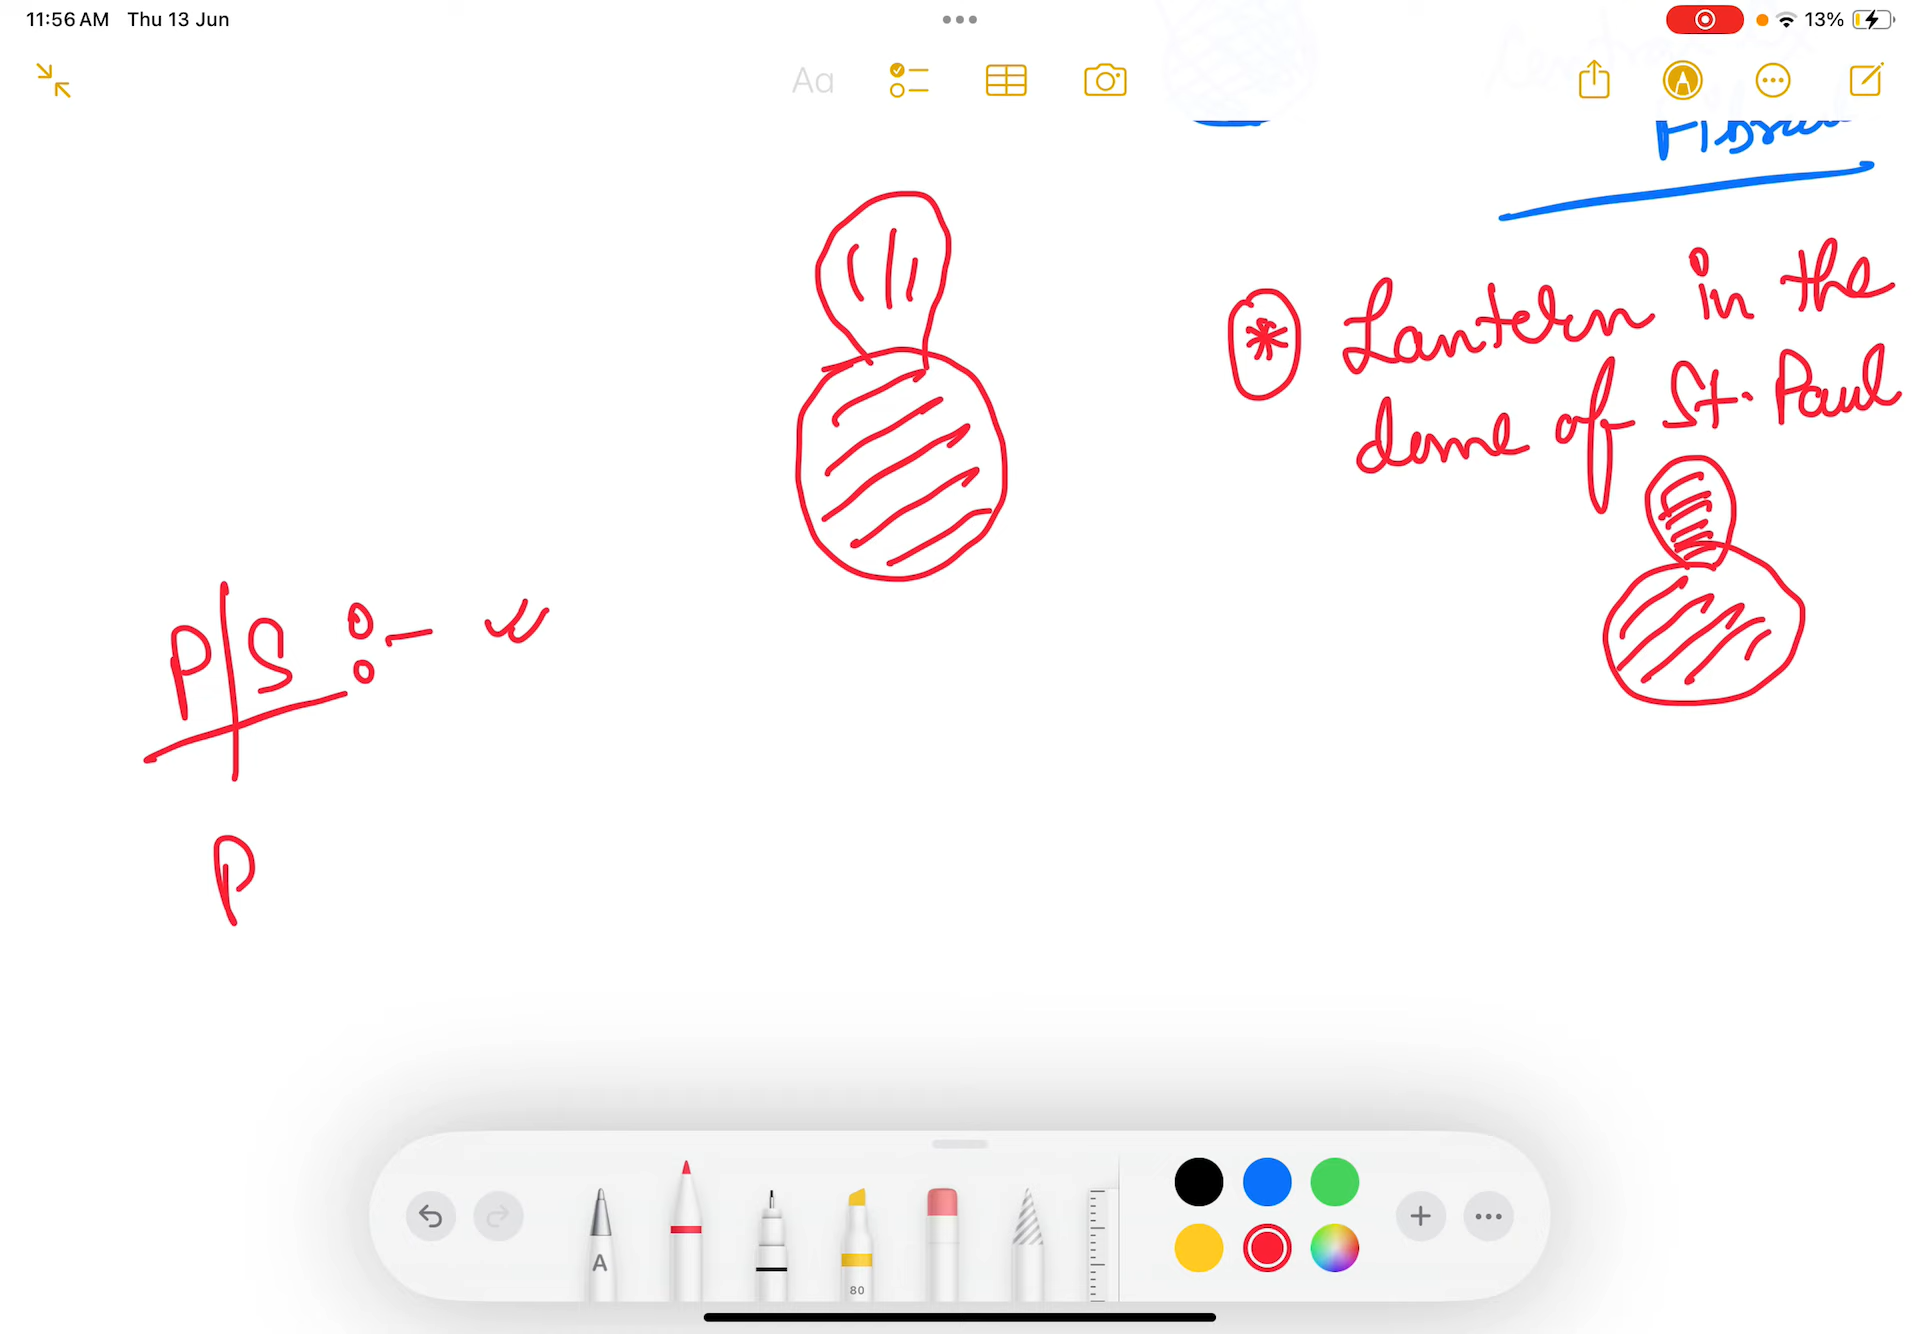 11:56 AM Thu 13 Jun
13%
Aa
* Lantern in the
dome of St. Paul
P/S :-
P
A
80